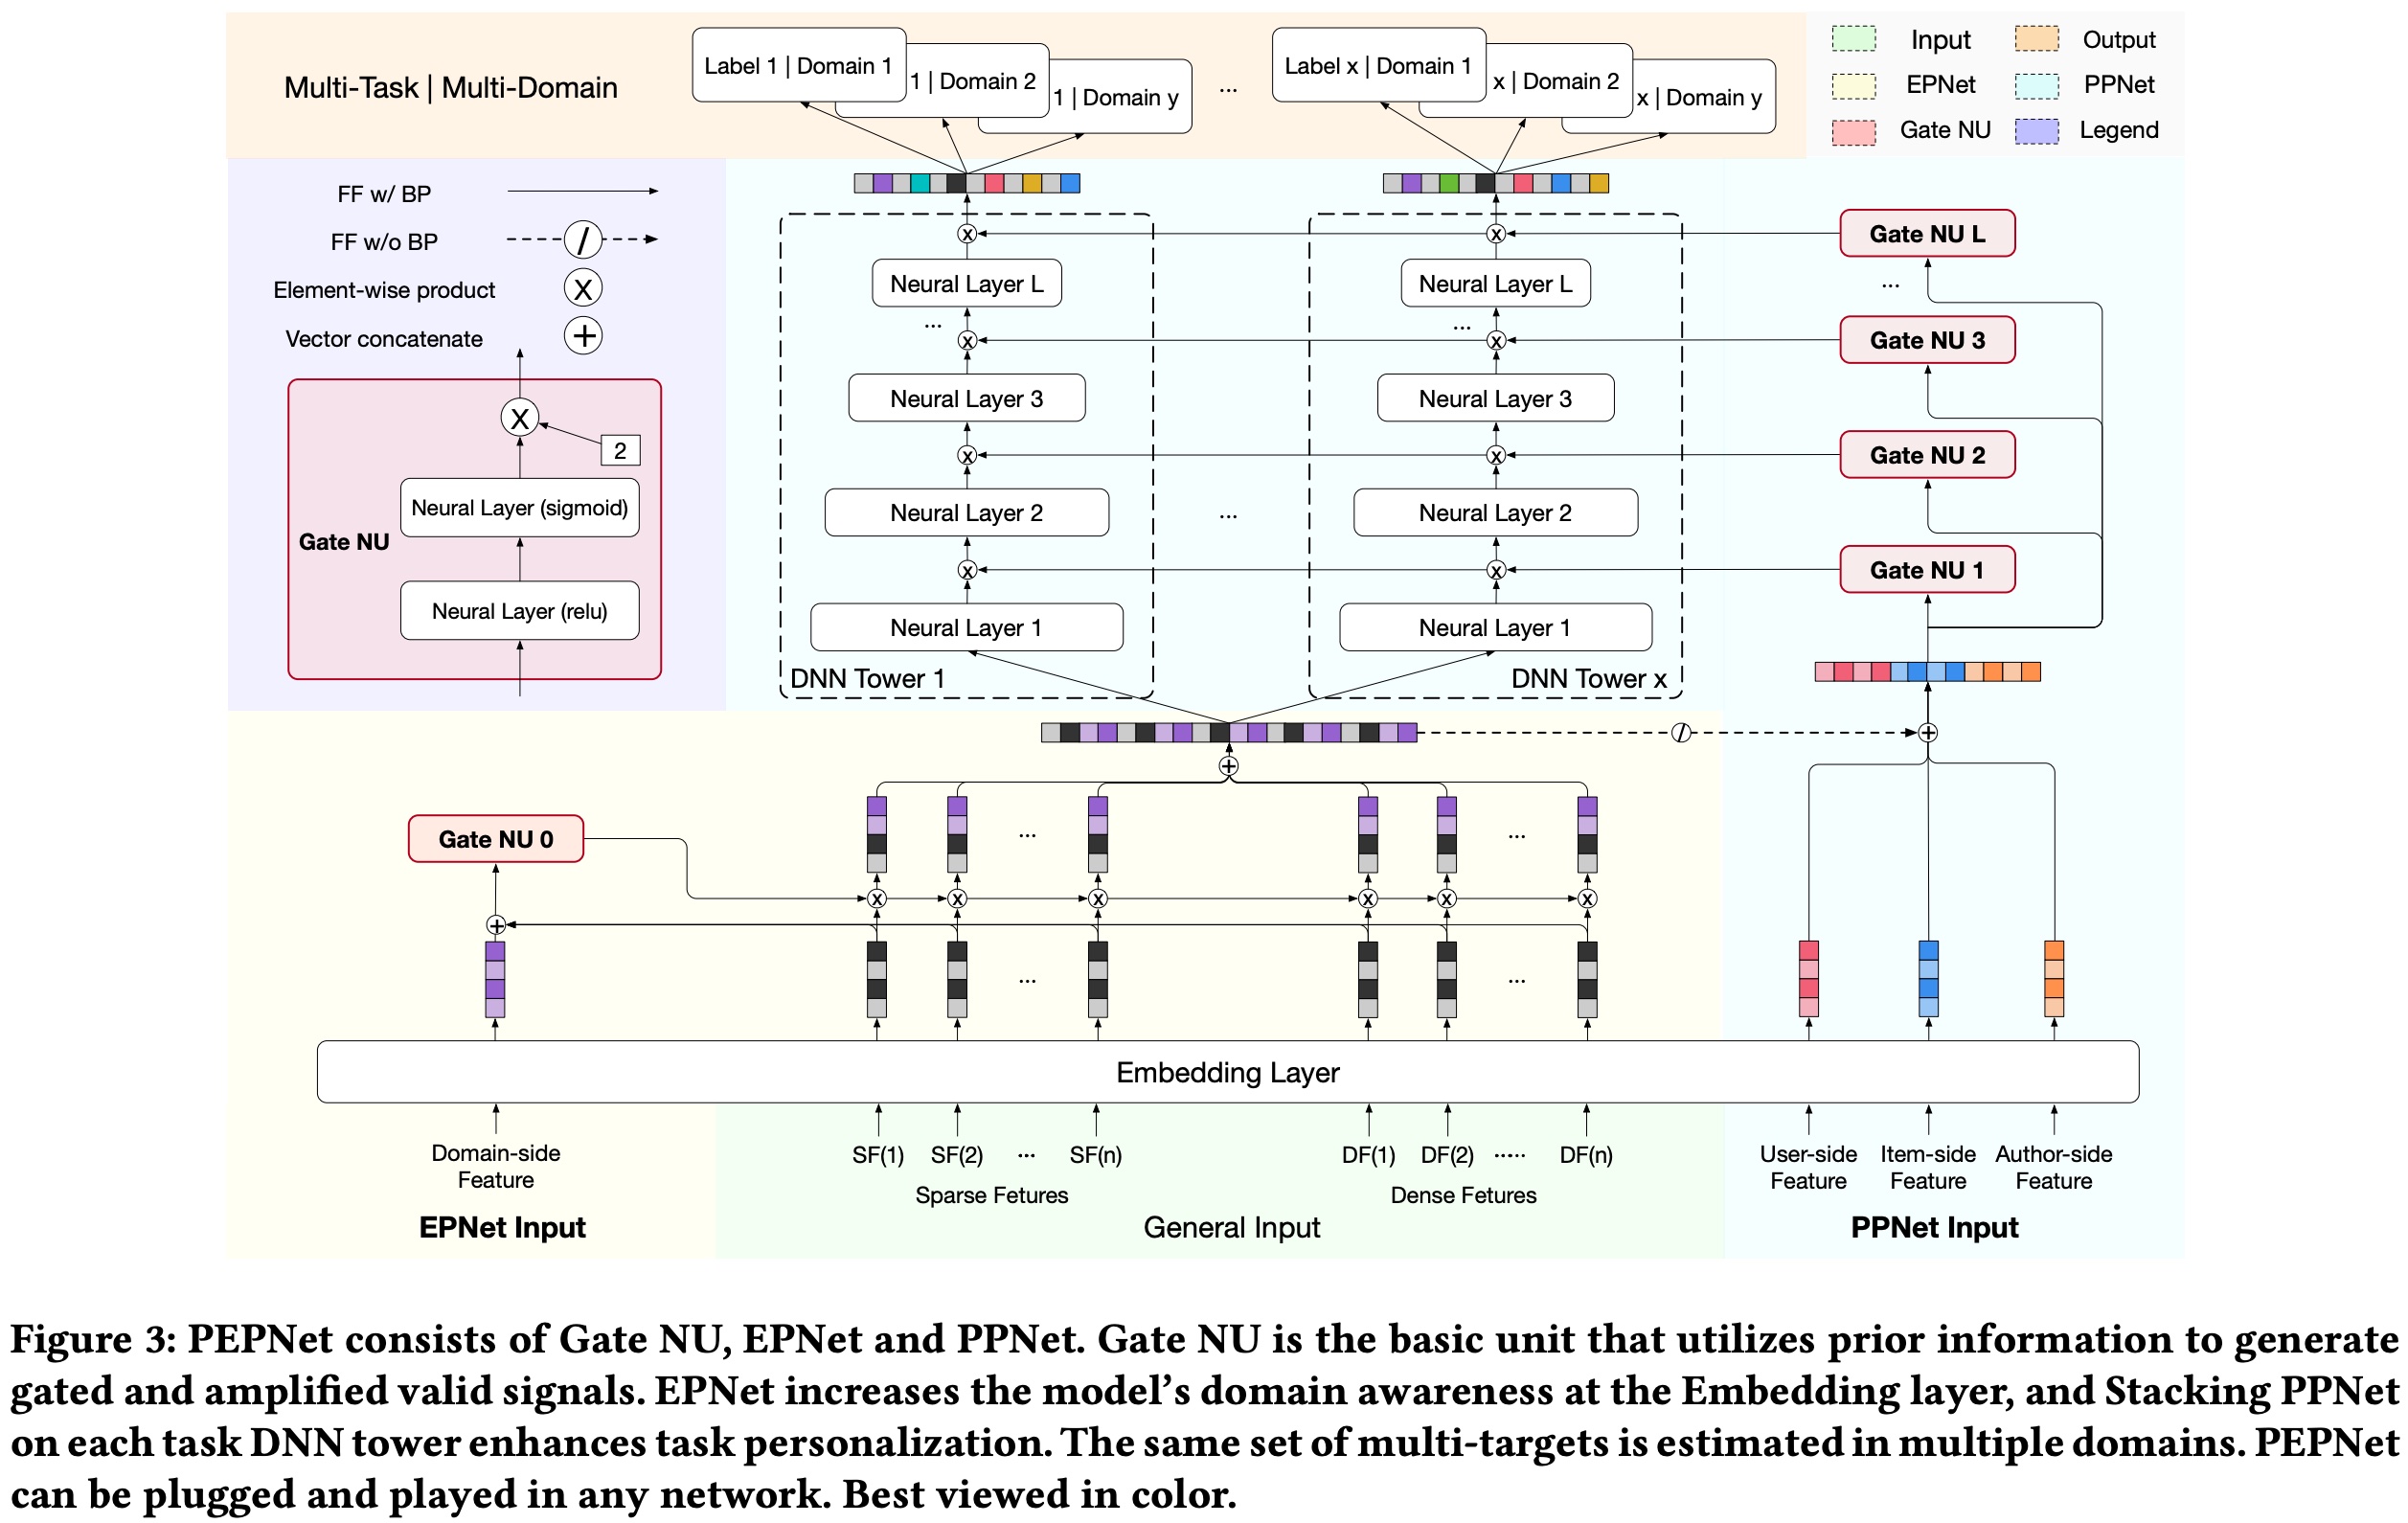 Multi-Task | Multi-Domain
Label 1 | Domain 1
1 | Domain 2
1 | Domain y
...
Label x | Domain 1
x | Domain 2
x | Domain y
Input
Output
EPNet
PPNet
Gate NU
Legend
FF w/ BP
FF w/o BP
/
Element-wise product
X
Vector concatenate
+
X
2
Neural Layer (sigmoid)
Gate NU
Neural Layer (relu)
x
Neural Layer L
...
x
Neural Layer 3
x
Neural Layer 2
x
Neural Layer 1
DNN Tower 1
...
x
Neural Layer L
...
x
Neural Layer 3
x
Neural Layer 2
x
Neural Layer 1
DNN Tower x
Gate NU L
...
Gate NU 3
Gate NU 2
Gate NU 1
/
+
+
Gate NU 0
... ...
x x x x x x
+
... ...
Embedding Layer
Domain-side
Feature
SF(1) SF(2) ... SF(n)
Sparse Fetures
DF(1) DF(2) ..... DF(n)
Dense Fetures
User-side
Feature
Item-side
Feature
Author-side
Feature
EPNet Input
General Input
PPNet Input
Figure 3: PEPNet consists of Gate NU, EPNet and PPNet. Gate NU is the basic unit that utilizes prior information to generate
gated and amplified valid signals. EPNet increases the model's domain awareness at the Embedding layer, and Stacking PPNet
on each task DNN tower enhances task personalization. The same set of multi-targets is estimated in multiple domains. PEPNet
can be plugged and played in any network. Best viewed in color.